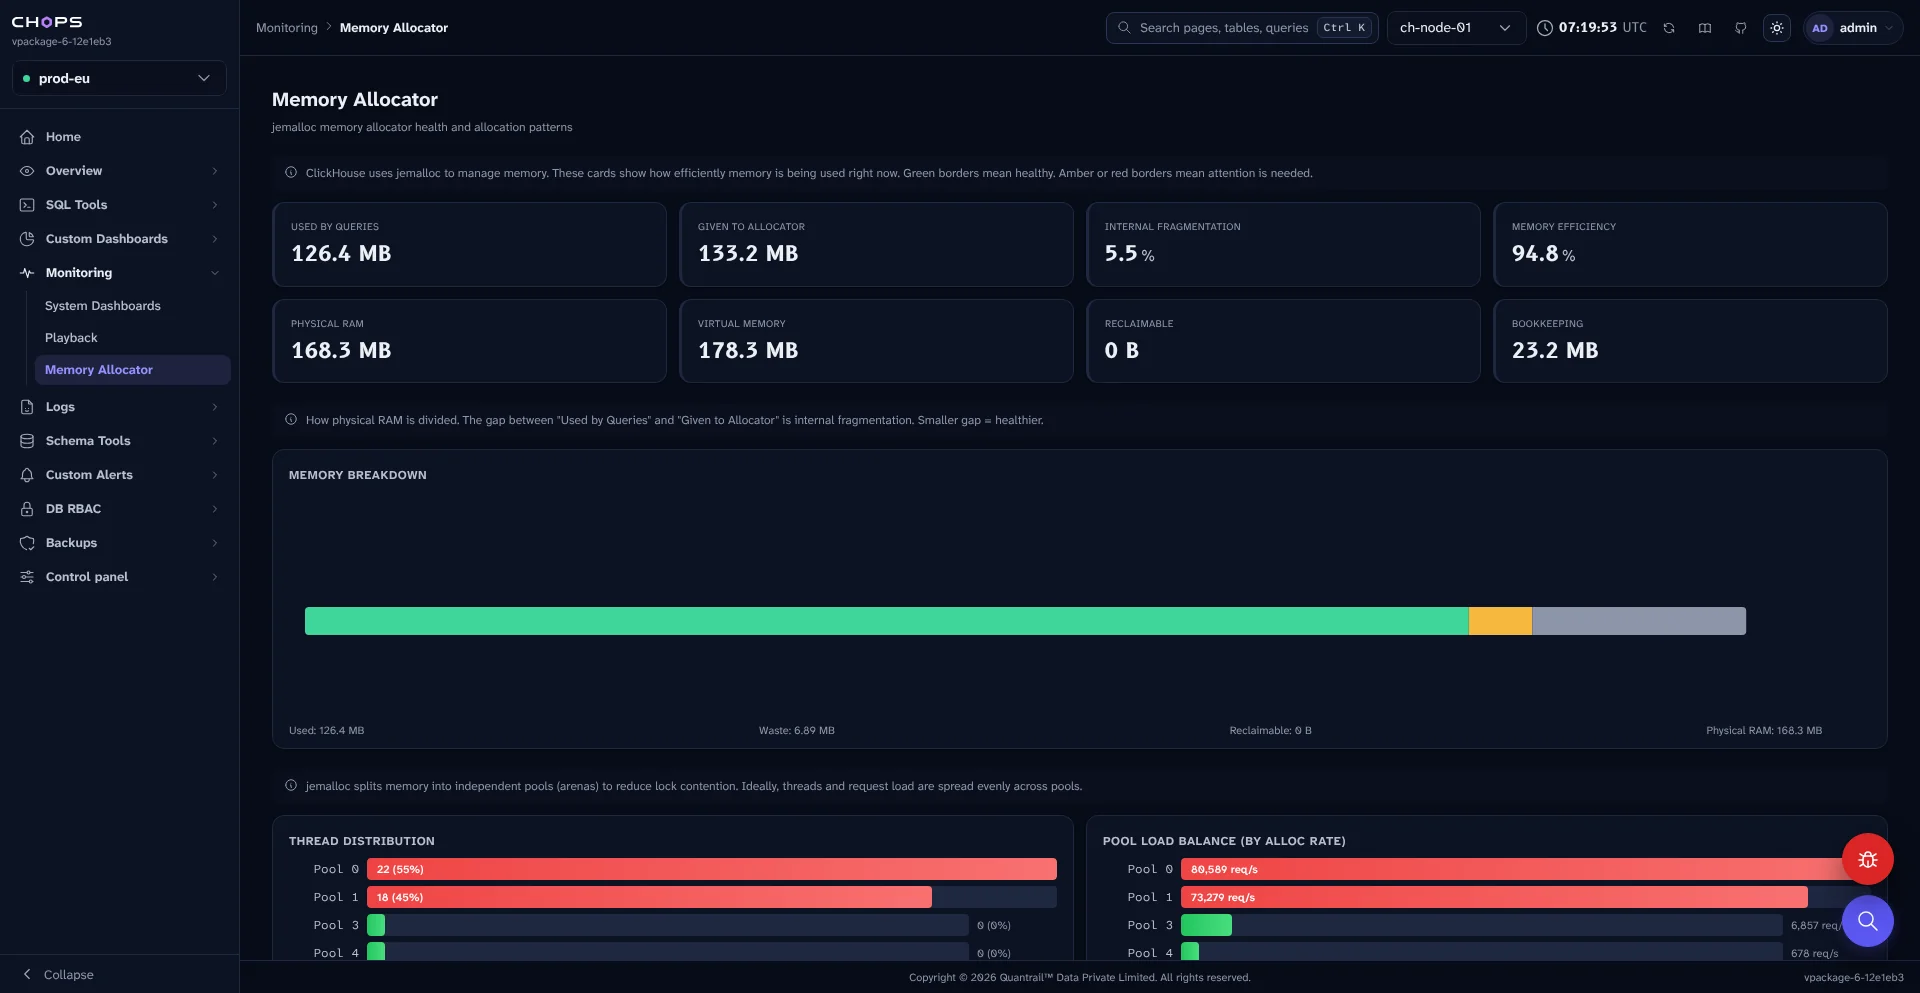 CHOPS
vpackage-6-12e1eb3
prod-eu
Home
Overview
SQL Tools
Custom Dashboards
Monitoring
System Dashboards
Playback
Memory Allocator
Logs
Schema Tools
Custom Alerts
DB RBAC
Backups
Control panel
Collapse
Monitoring > Memory Allocator
Search pages, tables, queries Ctrl K
ch-node-01
07:19:53 UTC
AD admin
Memory Allocator
jemalloc memory allocator health and allocation patterns
ClickHouse uses jemalloc to manage memory. These cards show how efficiently memory is being used right now. Green borders mean healthy. Amber or red borders mean attention is needed.
USED BY QUERIES
126.4 MB
GIVEN TO ALLOCATOR
133.2 MB
INTERNAL FRAGMENTATION
5.5 %
MEMORY EFFICIENCY
94.8 %
PHYSICAL RAM
168.3 MB
VIRTUAL MEMORY
178.3 MB
RECLAIMABLE
0 B
BOOKKEEPING
23.2 MB
How physical RAM is divided. The gap between "Used by Queries" and "Given to Allocator" is internal fragmentation. Smaller gap = healthier.
MEMORY BREAKDOWN
Used: 126.4 MB
Waste: 6.89 MB
Reclaimable: 0 B
Physical RAM: 168.3 MB
jemalloc splits memory into independent pools (arenas) to reduce lock contention. Ideally, threads and request load are spread evenly across pools.
THREAD DISTRIBUTION
Pool 0 22 (55%)
Pool 1 18 (45%)
Pool 3 0 (0%)
Pool 4 0 (0%)
POOL LOAD BALANCE (BY ALLOC RATE)
Pool 0 80,589 req/s
Pool 1 73,279 req/s
Pool 3 6,857 req/
Pool 4 678 req/s
Copyright © 2026 Quantrail™ Data Private Limited. All rights reserved.
vpackage-6-12e1eb3